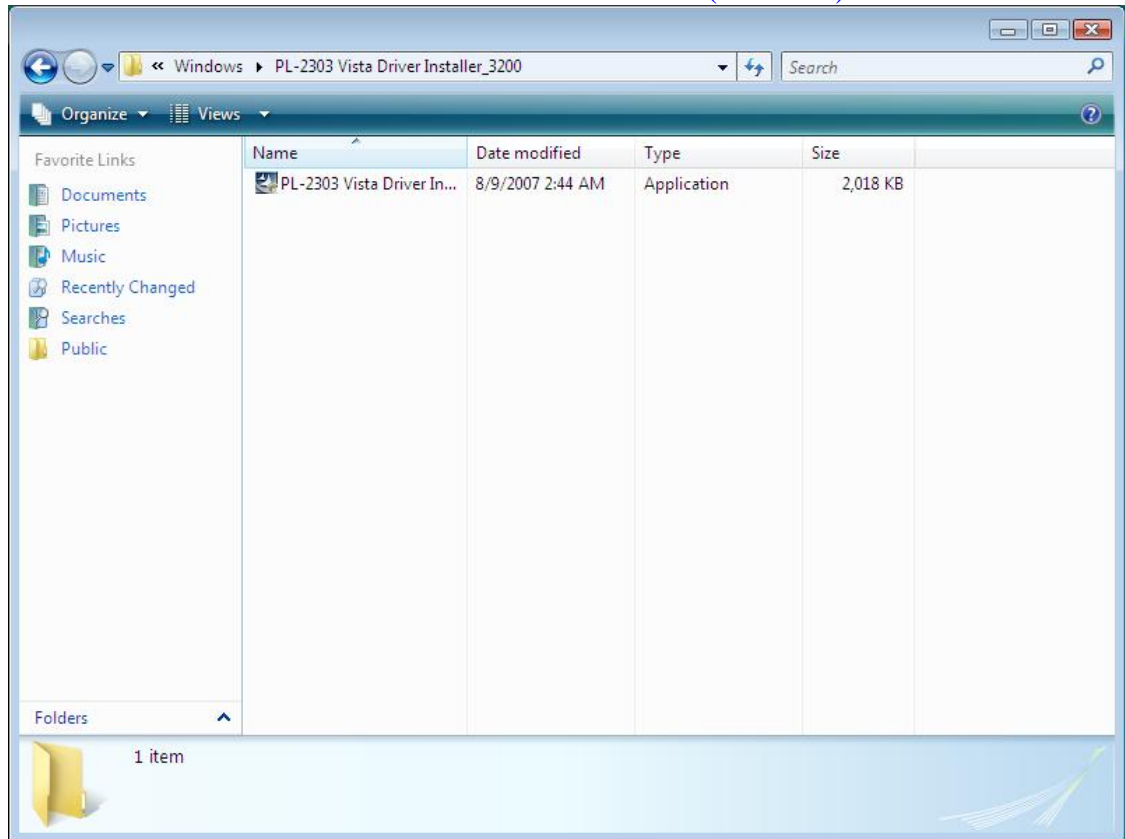 « Windows ▸ PL-2303 Vista Driver Installer_3200
Search
Organize Views
Favorite Links
Documents
Pictures
Music
Recently Changed
Searches
Public
Folders
Name Date modified Type Size
PL-2303 Vista Driver In... 8/9/2007 2:44 AM Application 2,018 KB
1 item